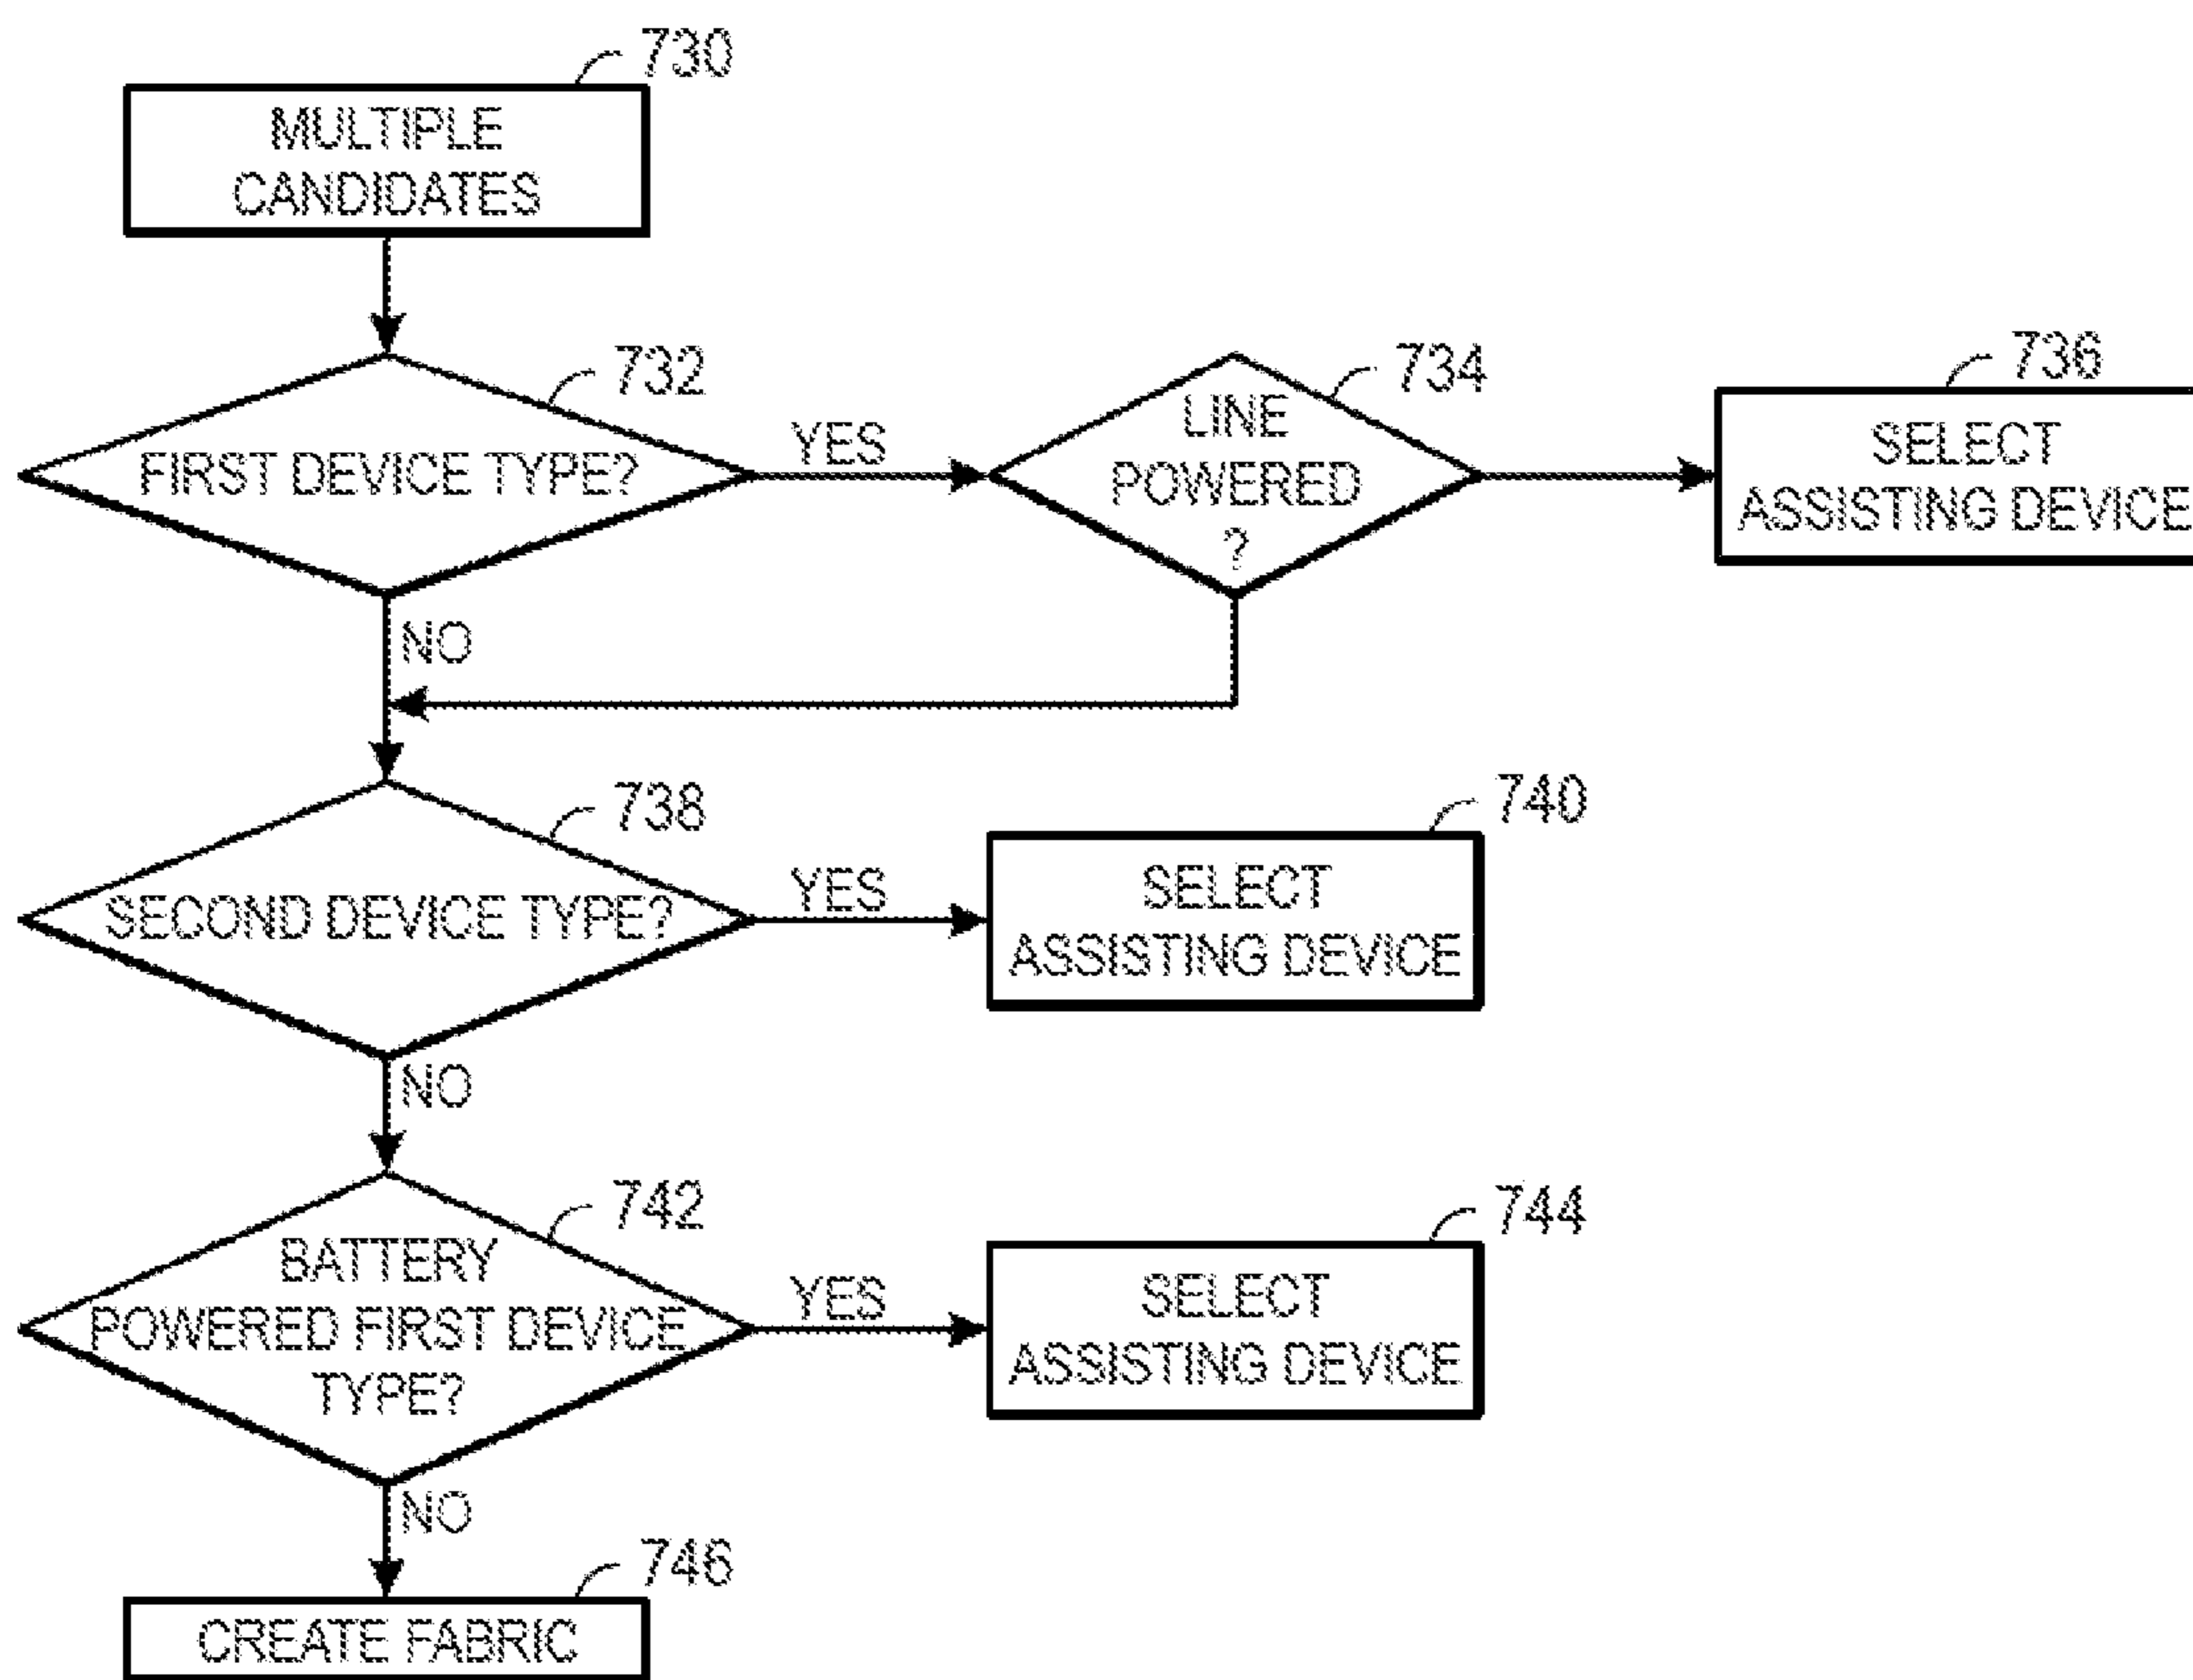 730
MULTIPLE
CANDIDATES
732
FIRST DEVICE TYPE?
YES
734
LINE
POWERED
?
736
SELECT
ASSISTING DEVICE
NO
738
SECOND DEVICE TYPE?
YES
740
SELECT
ASSISTING DEVICE
NO
742
BATTERY
POWERED FIRST DEVICE
TYPE?
YES
744
SELECT
ASSISTING DEVICE
NO
746
CREATE FABRIC